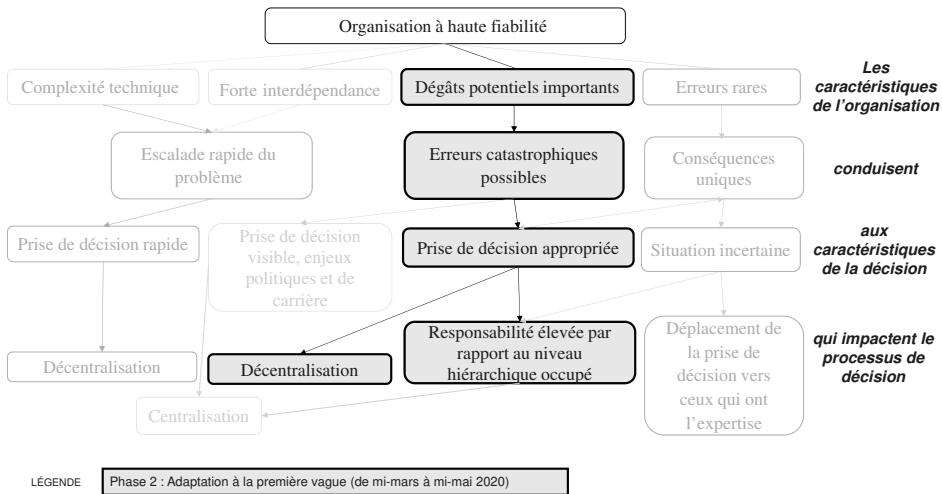 Organisation à haute fiabilité
Complexité technique
Forte interdépendance
Dégâts potentiels importants
Erreurs rares
Les
caractéristiques
de l'organisation
Escalade rapide du
problème
Erreurs catastrophiques
possibles
Conséquences
uniques
conduisent
Prise de décision rapide
Prise de décision
visible, enjeux
politiques et de
carrière
Prise de décision appropriée
Situation incertaine
aux
caractéristiques
de la décision
Décentralisation
Décentralisation
Responsabilité élevée par
rapport au niveau
hiérarchique occupé
Déplacement de
la prise de
décision vers
ceux qui ont
l'expertise
qui impactent le
processus de
décision
Centralisation
LÉGENDE
Phase 2 : Adaptation à la première vague (de mi-mars à mi-mai 2020)